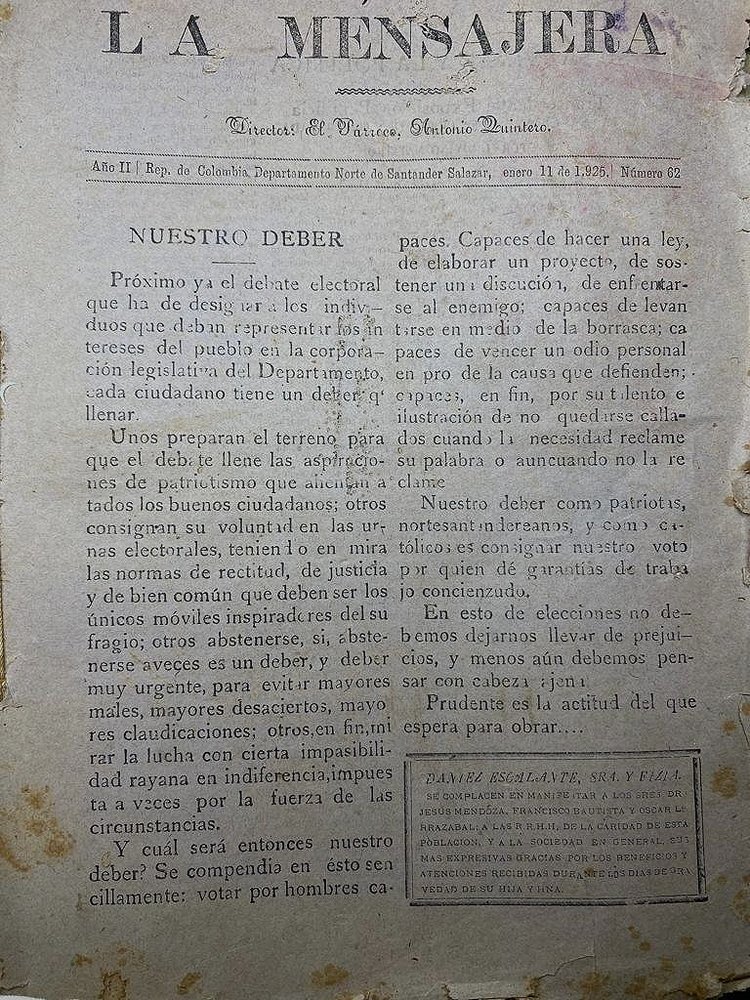 LA MENSAJERA
Director: El Párroco, Antonio Quintero.
Año II | Rep. de Colombia, Departamento Norte de Santander Salazar, enero 11 de 1.925. | Número 62
NUESTRO DEBER
Próximo ya el debate electoral
que ha de designar a los indivi-
duos que deban representar los in
tereses del pueblo en la corpora-
ción legislativa del Departamento,
cada ciudadano tiene un deber q'
llenar.
Unos preparan el terreno para
que el debate llene las aspiracio-
nes de patriotismo que alientan a
tados los buenos ciudadanos; otros
consignan su voluntad en las ur-
nas electorales, teniendo en mira
las normas de rectitud, de justicia
y de bien común que deben ser los
únicos móviles inspiradores del su
fragio; otros abstenerse, si, abste-
nerse aveçes es un deber, y deber
muy urgente, para evitar mayores
males, mayores desaciertos, mayo
res claudicaciones; otros,en fin,mi
rar la lucha con cierta impasibili-
dad rayana en indiferencia,impues
ta a veces por la fuerza de las
circunstancias.
Y cuál será entonces nuestro
deber? Se compendia en ésto sen
cillamente: votar por hombres ca-
paces. Capaces de hacer una ley,
de elaborar un proyecto, de sos-
tener una discución, de enfrentar-
se al enemigo; capaces de levan
tarse en medio de la borrasca; ca
paces de vencer un odio personal
en pro de la causa que defienden;
capaces, en fin, por su talento e
ilustración de no quedarse calla-
dos cuando la necesidad reclame
su palabra o auncuando no la re
clame
Nuestro deber como patriotas,
nortesantandereanos, y como ca-
tólicos es consignar nuestro voto
por quien dé garantías de traba
jo concienzudo.
En esto de elecciones no de-
bemos dejarnos llevar de prejui-
cios, y menos aún debemos pen-
sar con cabeza ajena
Prudente es la actitud del que
espera para obrar....
DANIEL ESCALANTE, SRA. Y FIZIA.
SE COMPLACEN EN MANIFESTAR A LOS SRES. DR.
JESUS MENDÓZA, FRANCISCO BAUTISTA Y OSCAR LA
RRAZABAL; A LAS R.R.H.H. DE LA CARIDAD DE ESTA
POBLACION, Y A LA SOCIEDAD EN GENERAL, SUS
MAS EXPRESIVAS GRACIAS POR LOS BENEFICIOS Y
ATENCIONES RECIBIDAS DURANTE LOS DIAS DE GRA
VEDAD DE SU HIJA Y HNA.